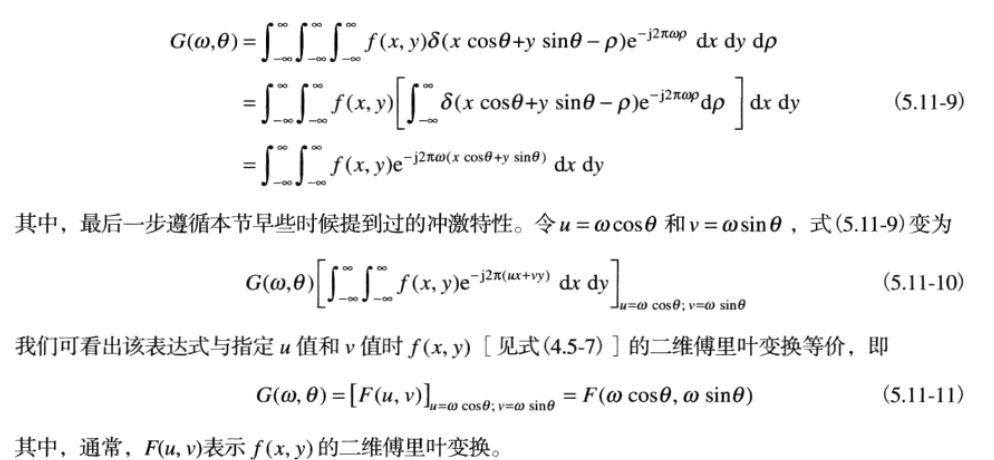 G(ω,θ) = ∫_{-∞}^{∞} ∫_{-∞}^{∞} ∫_{-∞}^{∞} f(x, y)δ(x cosθ+y sinθ − ρ)e^{−j2πωρ} dx dy dρ
= ∫_{-∞}^{∞} ∫_{-∞}^{∞} f(x, y)[∫_{-∞}^{∞} δ(x cosθ+y sinθ − ρ)e^{−j2πωρ} dρ] dx dy (5.11-9)
= ∫_{-∞}^{∞} ∫_{-∞}^{∞} f(x, y)e^{−j2πω(x cosθ+y sinθ)} dx dy
其中，最后一步遵循本节早些时候提到过的冲激特性。令 u = ωcosθ 和 v = ωsinθ ，式(5.11-9)变为
G(ω,θ)[∫_{-∞}^{∞} ∫_{-∞}^{∞} f(x, y)e^{−j2π(ux+vy)} dx dy]_{u=ω cosθ; v=ω sinθ} (5.11-10)
我们可看出该表达式与指定 u 值和 v 值时 f(x, y)［见式(4.5-7)］的二维傅里叶变换等价，即
G(ω, θ) = [F(u, v)]_{u=ω cosθ; v=ω sinθ} = F(ω cosθ, ω sinθ) (5.11-11)
其中，通常，F(u, v)表示 f(x, y) 的二维傅里叶变换。